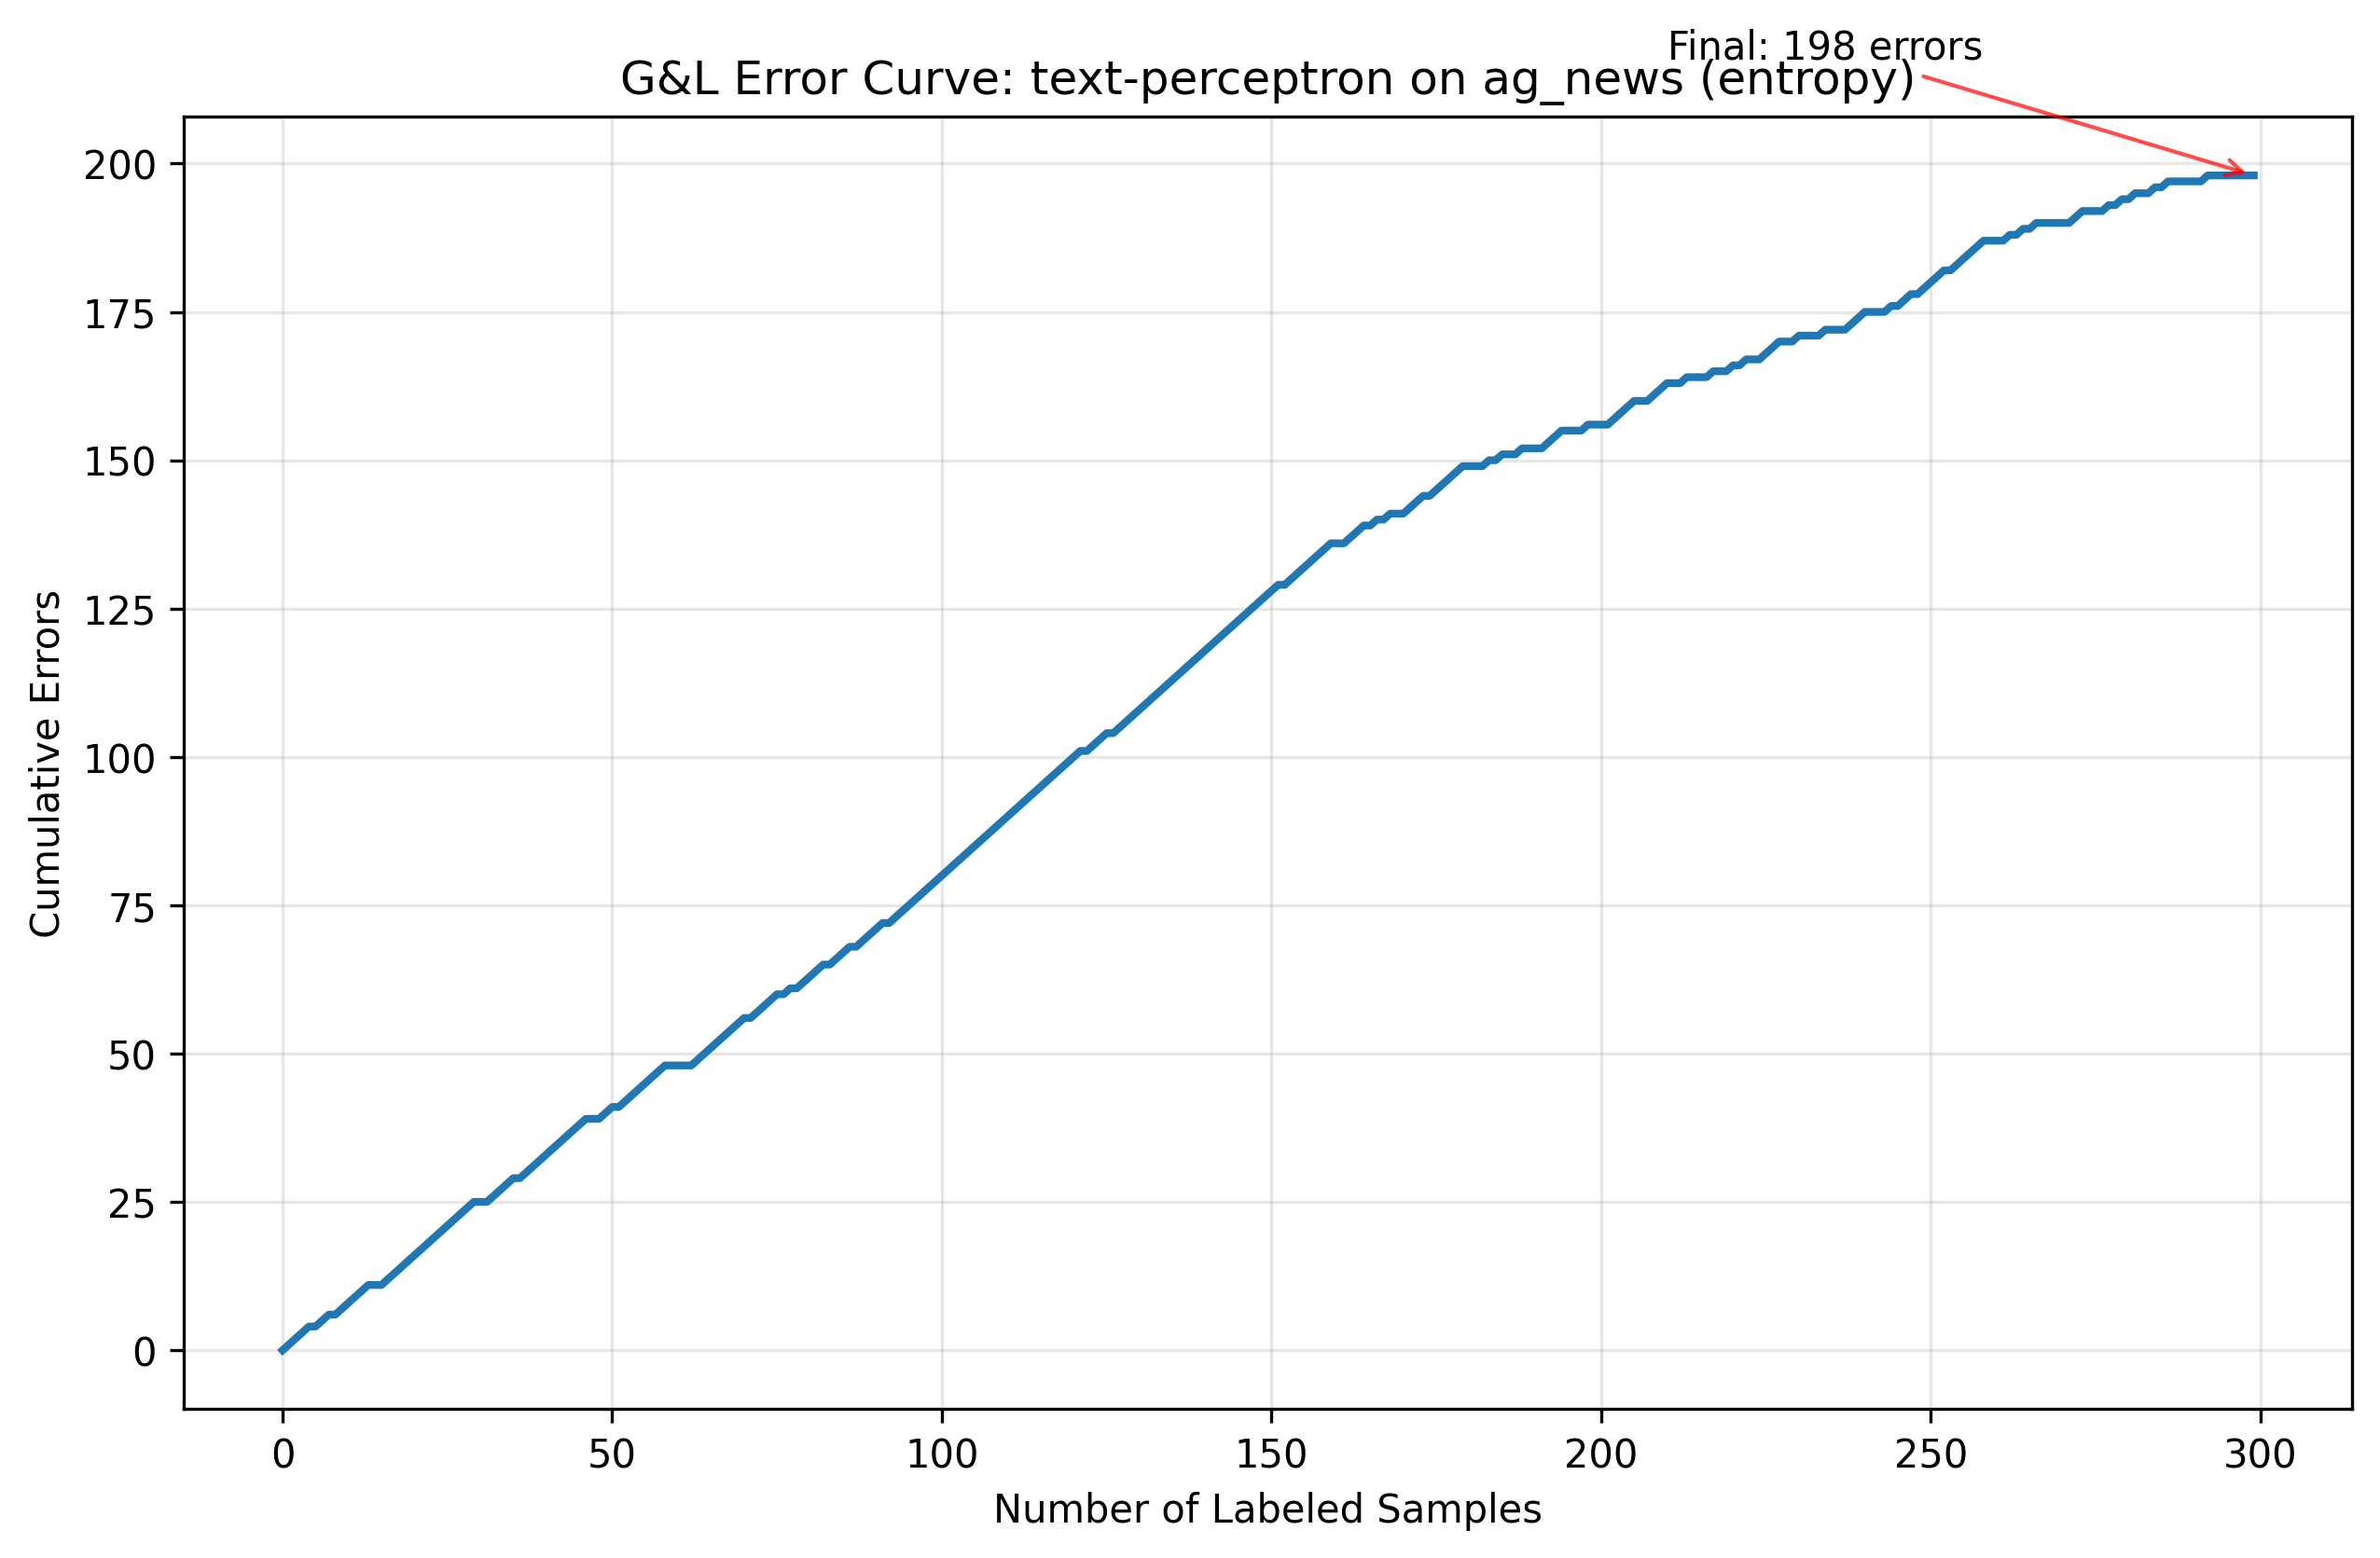 Final: 198 errors
G&L Error Curve: text-perceptron on ag_news (entropy)
Cumulative Errors
200
175
150
125
100
75
50
25
0
0 50 100 150 200 250 300
Number of Labeled Samples